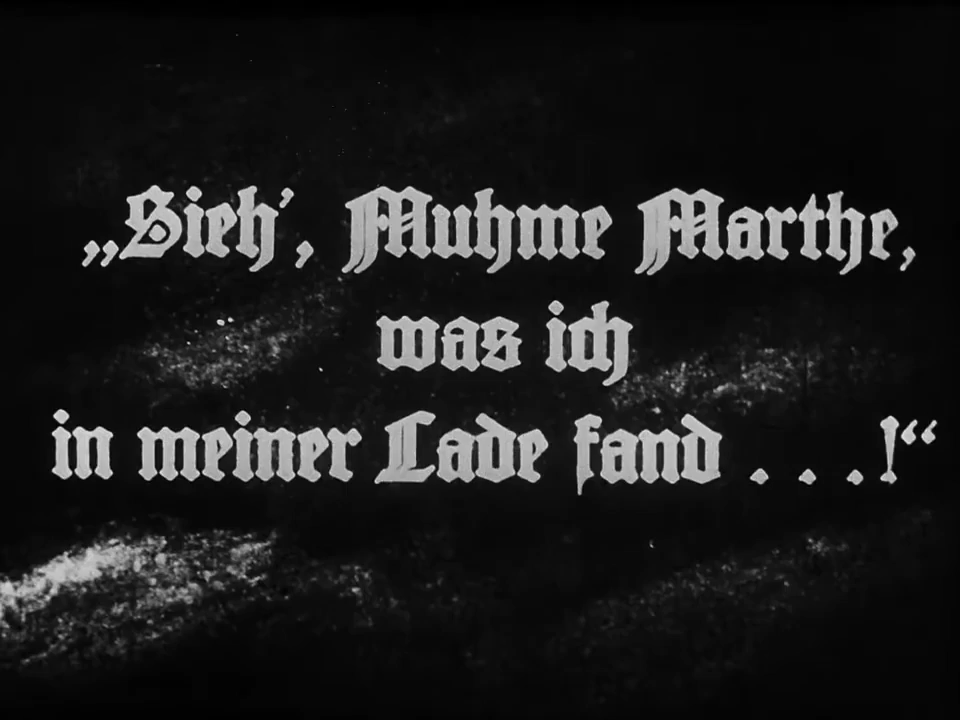 „Sieh', Muhme Marthe,
was ich
in meiner Lade fand . . .!“